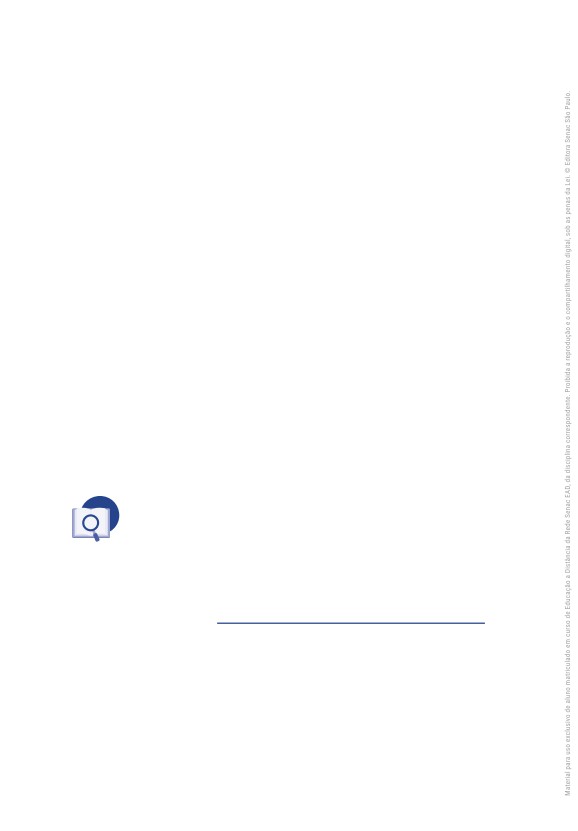 Material para uso exclusivo de aluno matriculado em curso de Educação a Distância da Rede Senac EAD, da disciplina correspondente. Proibida a reprodução e o compartilhamento digital, sob as penas da Lei. © Editora Senac São Paulo.